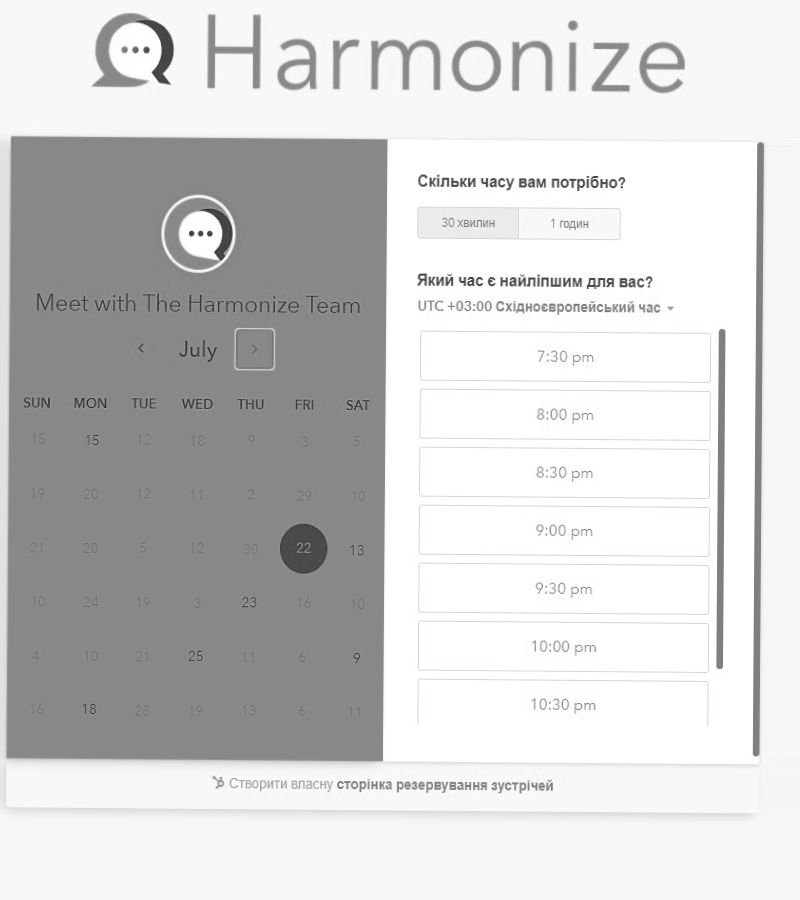 Harmonize
Meet with The Harmonize Team
July
SUN MON TUE WED THU FRI SAT
15 15 12 18 9 3 5
19 20 12 11 2 29 10
21 20 5 12 30 22 13
10 24 19 3 23 16 10
4 10 21 25 11 6 9
16 18 28 19 13 6 11
Скільки часу вам потрібно?
30 хвилин 1 годин
Який час є найліпшим для вас?
UTC +03:00 Східноєвропейський час
7:30 pm
8:00 pm
8:30 pm
9:00 pm
9:30 pm
10:00 pm
10:30 pm
Створити власну сторінка резервування зустрічей